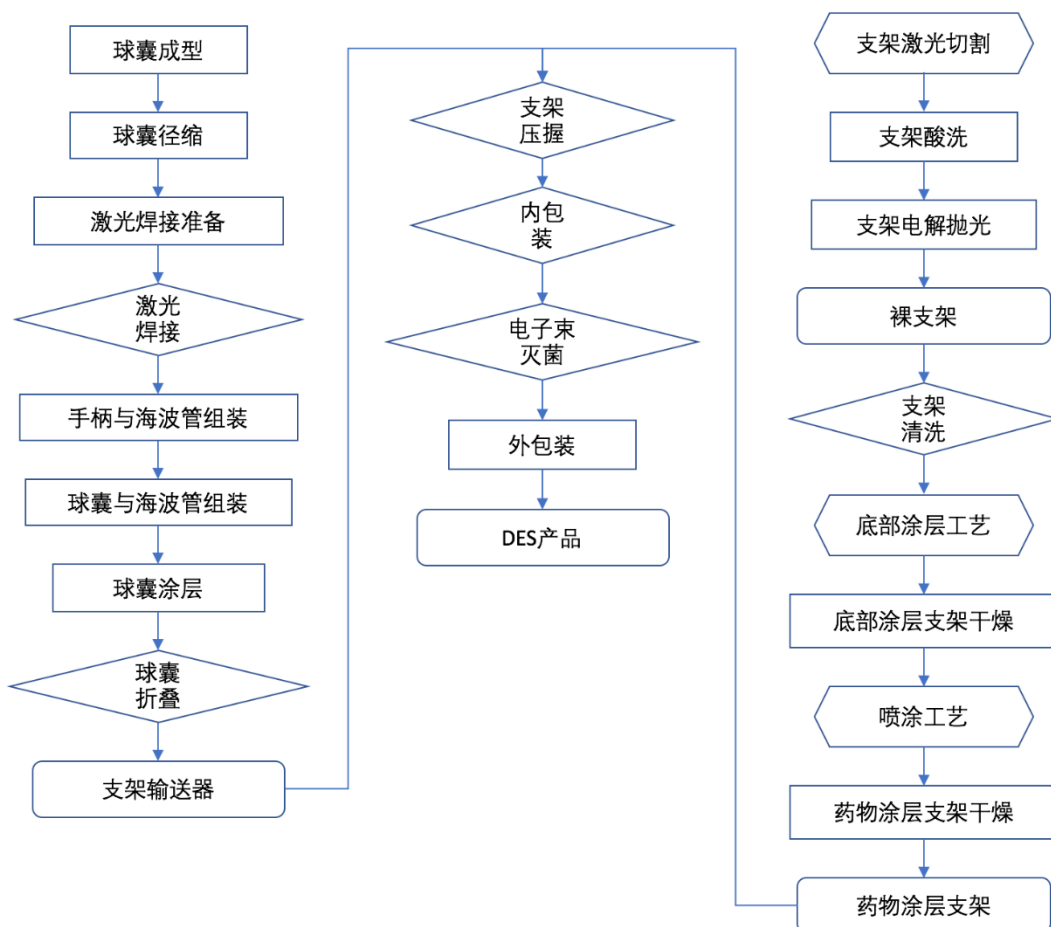 球囊成型
球囊径缩
激光焊接准备
激光
焊接
手柄与海波管组装
球囊与海波管组装
球囊涂层
球囊
折叠
支架输送器
支架
压握
内包
装
电子束
灭菌
外包装
DES产品
支架激光切割
支架酸洗
支架电解抛光
裸支架
支架
清洗
底部涂层工艺
底部涂层支架干燥
喷涂工艺
药物涂层支架干燥
药物涂层支架